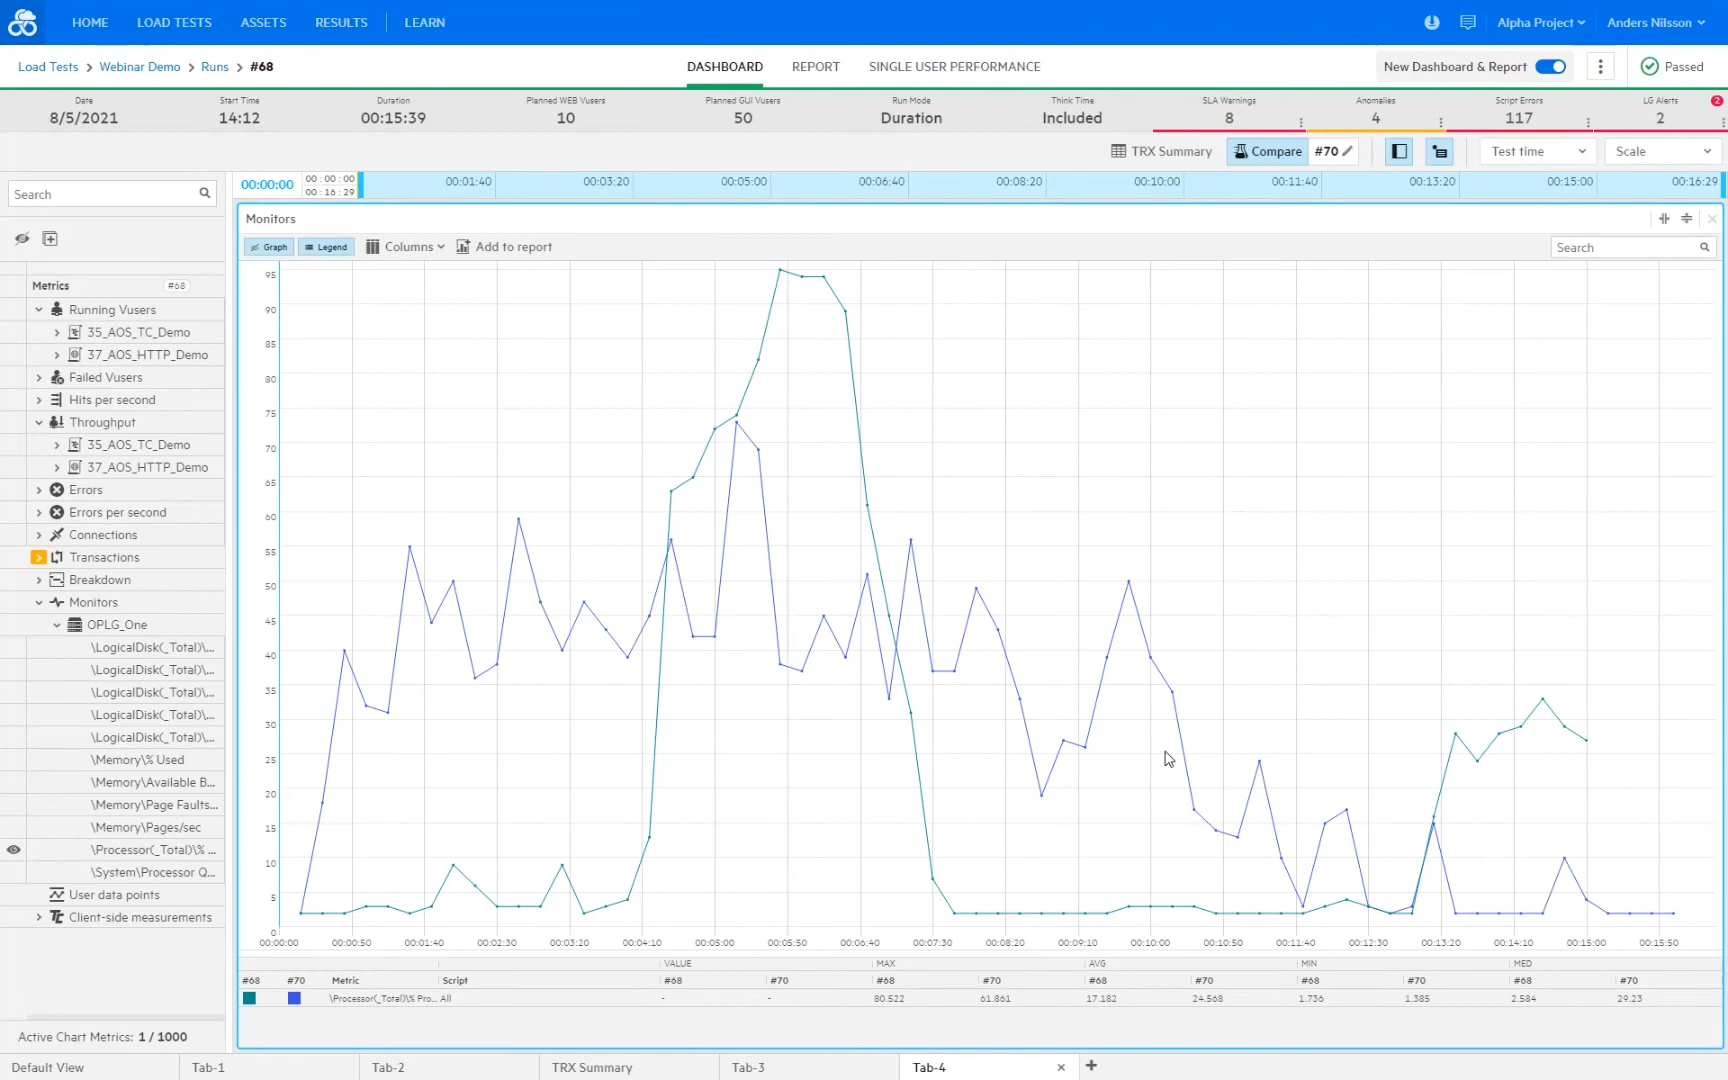 HOME LOAD TESTS ASSETS RESULTS LEARN Alpha Project Anders Nilsson
Load Tests > Webinar Demo > Runs > #68 DASHBOARD REPORT SINGLE USER PERFORMANCE New Dashboard & Report Passed
Date Start Time Duration Planned WEB Vusers Planned GUI Vusers Run Mode Think Time SLA Warnings Anomalies Script Errors LG Alerts 2
8/5/2021 14:12 00:15:39 10 50 Duration Included 8 4 117 2
TRX Summary Compare #70 Test time Scale
00:00:00 00:00:00 00:01:40 00:03:20 00:05:00 00:06:40 00:08:20 00:10:00 00:11:40 00:13:20 00:15:00 00:16:29
00:16:29
Search
Monitors
Graph Legend Columns Add to report Search
Metrics #68
Running Vusers
35_AOS_TC_Demo
37_AOS_HTTP_Demo
Failed Vusers
Hits per second
Throughput
35_AOS_TC_Demo
37_AOS_HTTP_Demo
Errors
Errors per second
Connections
Transactions
Breakdown
Monitors
OPLG_One
\LogicalDisk(_Total)\...
\LogicalDisk(_Total)\...
\LogicalDisk(_Total)\...
\LogicalDisk(_Total)\...
\LogicalDisk(_Total)\...
\Memory\% Used
\Memory\Available B...
\Memory\Page Faults...
\Memory\Pages/sec
\Processor(_Total)\% ...
\System\Processor Q...
User data points
Client-side measurements
Active Chart Metrics: 1 / 1000
95
90
85
80
75
70
65
60
55
50
45
40
35
30
25
20
15
10
5
0
00:00:00 00:00:50 00:01:40 00:02:30 00:03:20 00:04:10 00:05:00 00:05:50 00:06:40 00:07:30 00:08:20 00:09:10 00:10:00 00:10:50 00:11:40 00:12:30 00:13:20 00:14:10 00:15:00 00:15:50
VALUE MAX AVG MIN MED
#68 #70 Metric Script #68 #70 #68 #70 #68 #70 #68 #70 #68 #70
\Processor(_Total)\% Pro... All - - 80.522 61.861 17.182 24.568 1.736 1.385 2.584 29.23
Default View Tab-1 Tab-2 TRX Summary Tab-3 Tab-4